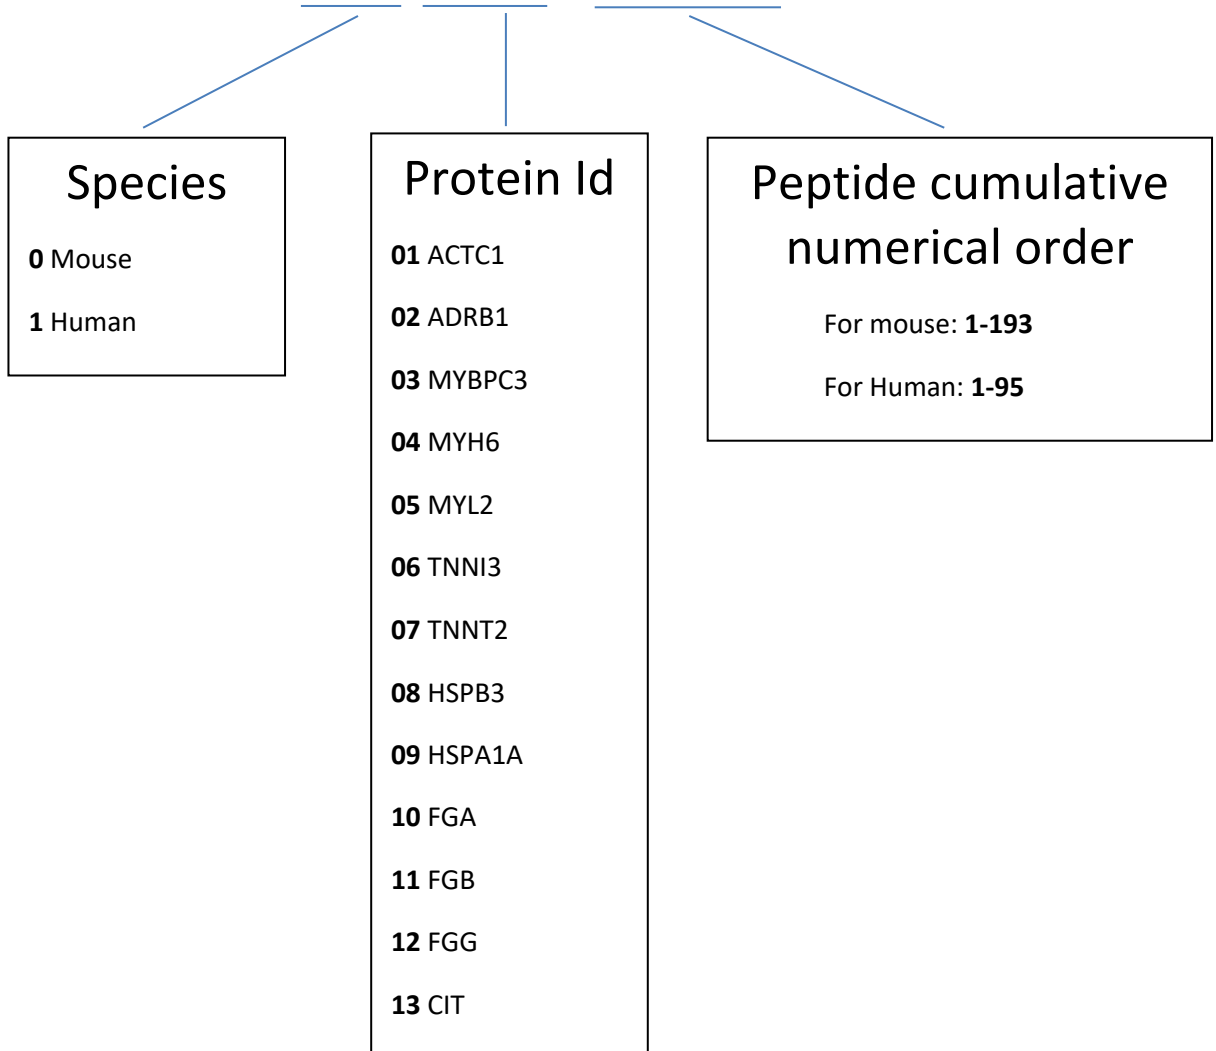 Species
0 Mouse
1 Human
Protein Id
01 ACTC1
02 ADRB1
03 MYBPC3
04 MYH6
05 MYL2
06 TNNI3
07 TNNT2
08 HSPB3
09 HSPA1A
10 FGA
11 FGB
12 FGG
13 CIT
Peptide cumulative
numerical order
For mouse: 1-193
For Human: 1-95